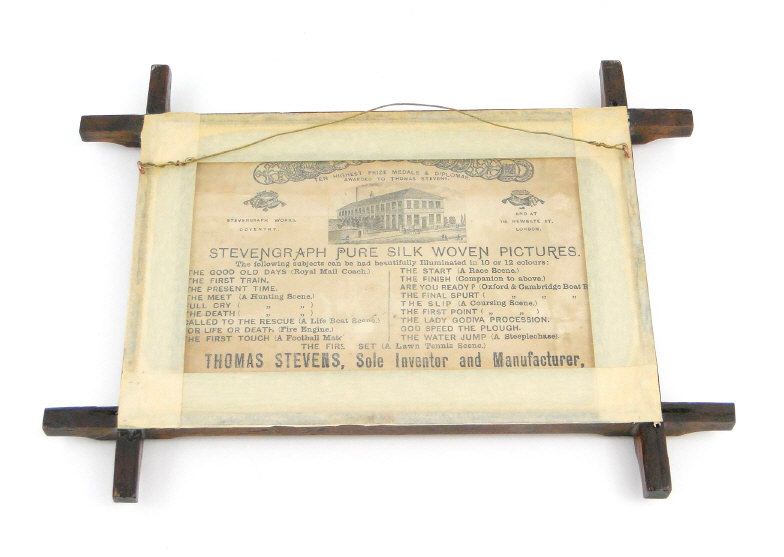 TEN HIGHEST PRIZE MEDALS & DIPLOMAS
AWARDED TO THOMAS STEVENS.
STEVENGRAPH WORKS,
COVENTRY.
AND AT
NEWGATE ST.
LONDON.
STEVENGRAPH PURE SILK WOVEN PICTURES.
The following subjects can be had beautifully Illuminated in 10 or 12 colours:
THE GOOD OLD DAYS (Royal Mail Coach.)
THE FIRST TRAIN.
THE PRESENT TIME.
THE MEET (A Hunting Scene.)
FULL CRY ( „ „ )
THE DEATH ( „ „ )
CALLED TO THE RESCUE (A Life Boat Scene.)
OR LIFE OR DEATH (Fire Engine.)
THE FIRST TOUCH (A Football Match
THE START (A Race Scene.)
THE FINISH (Companion to above.)
ARE YOU READY? (Oxford & Cambridge Boat R
THE FINAL SPURT ( „ „ „
THE SLIP (A Coursing Scene.)
THE FIRST POINT ( „ „ )
THE LADY GODIVA PROCESSION.
GOD SPEED THE PLOUGH.
THE WATER JUMP (A Steeplechase)
THE FIRS SET (A Lawn Tennis Scene.)
THOMAS STEVENS, Sole Inventor and Manufacturer,